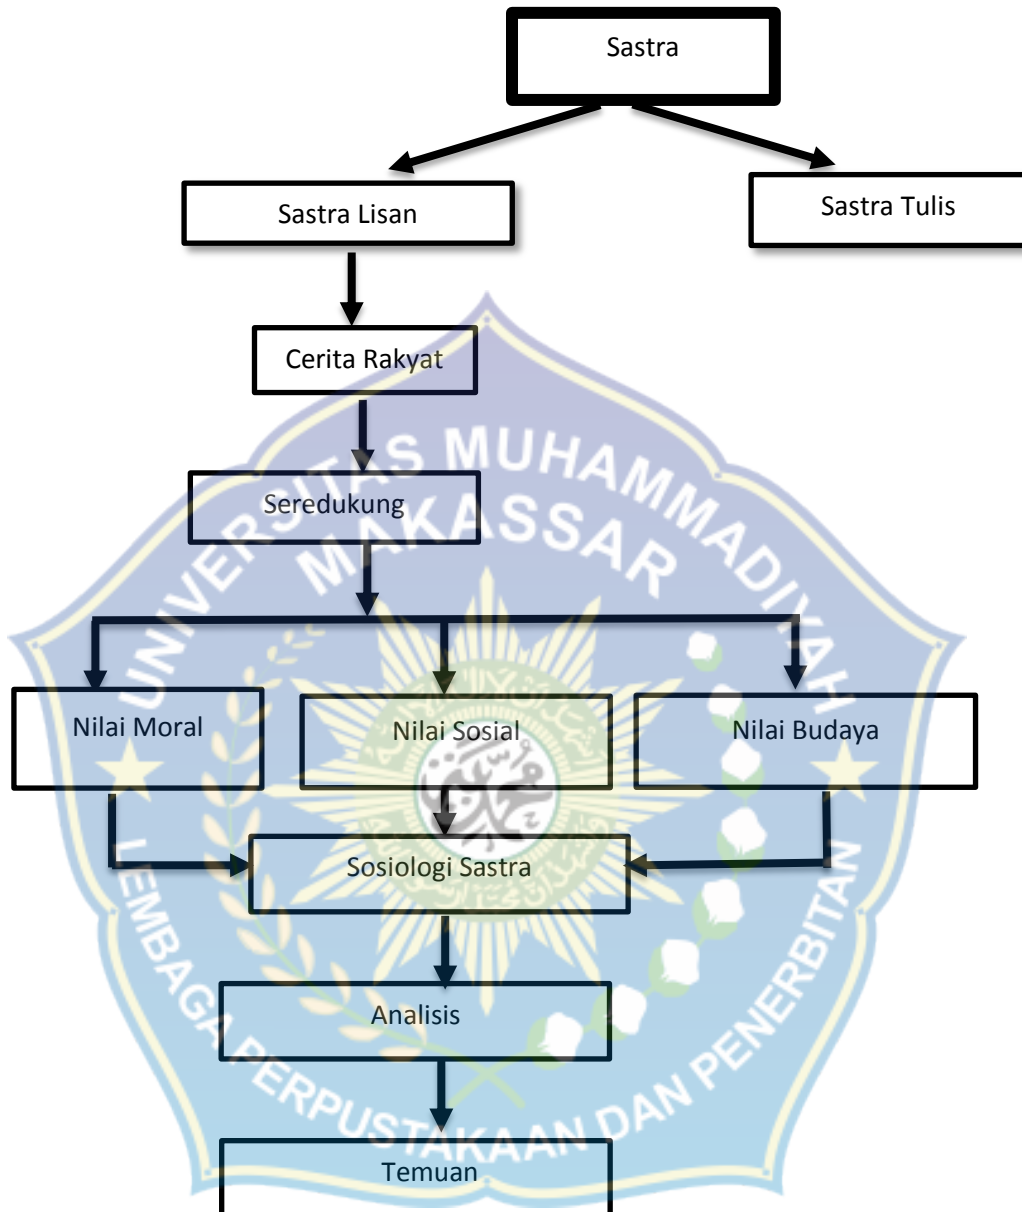 Sastra
Sastra Lisan
Sastra Tulis
Cerita Rakyat
Seredukung
Nilai Moral
Nilai Sosial
Nilai Budaya
Sosiologi Sastra
Analisis
Temuan
UNIVERSITAS MUHAMMADIYAH
MAKASSAR
LEMBAGA PERPUSTAKAAN DAN PENERBITAN